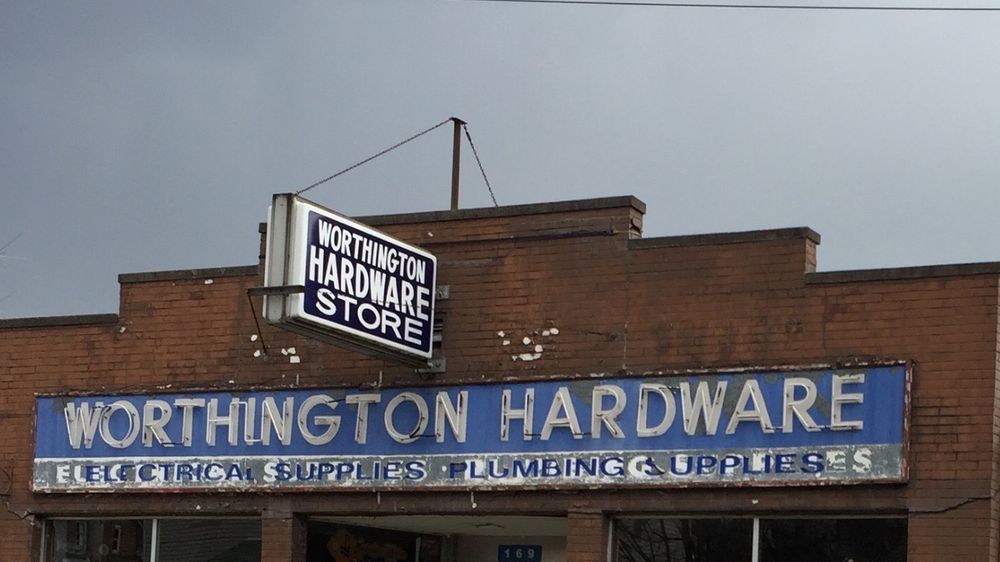 WORTHINGTON
HARDWARE
STORE
WORTHINGTON HARDWARE
ELECTRICAL SUPPLIES PLUMBING SUPPLIES
169